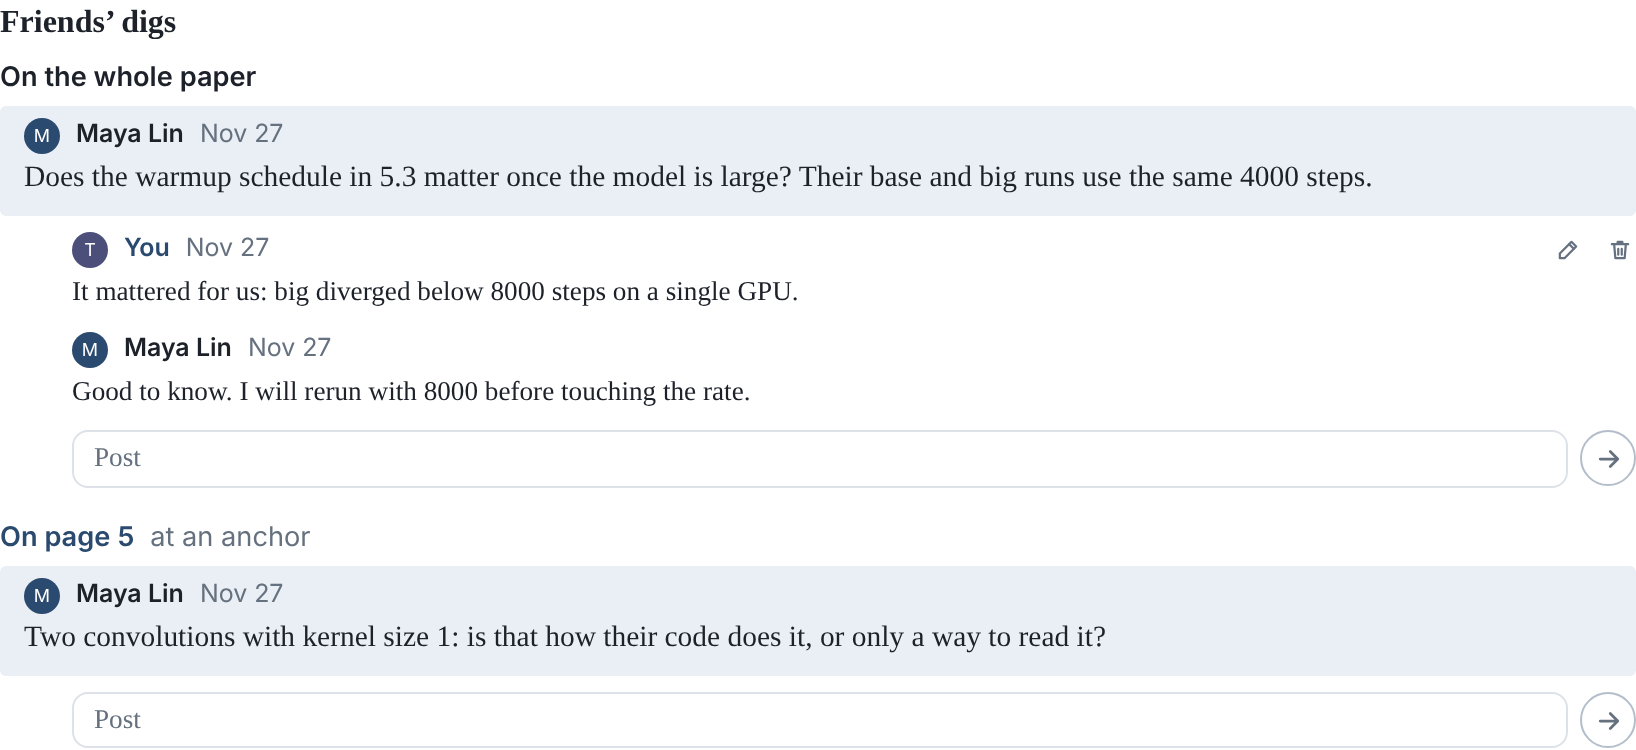 Friends’ digs
On the whole paper
M Maya Lin Nov 27
Does the warmup schedule in 5.3 matter once the model is large? Their base and big runs use the same 4000 steps.
T You Nov 27
It mattered for us: big diverged below 8000 steps on a single GPU.
M Maya Lin Nov 27
Good to know. I will rerun with 8000 before touching the rate.
Post
On page 5 at an anchor
M Maya Lin Nov 27
Two convolutions with kernel size 1: is that how their code does it, or only a way to read it?
Post